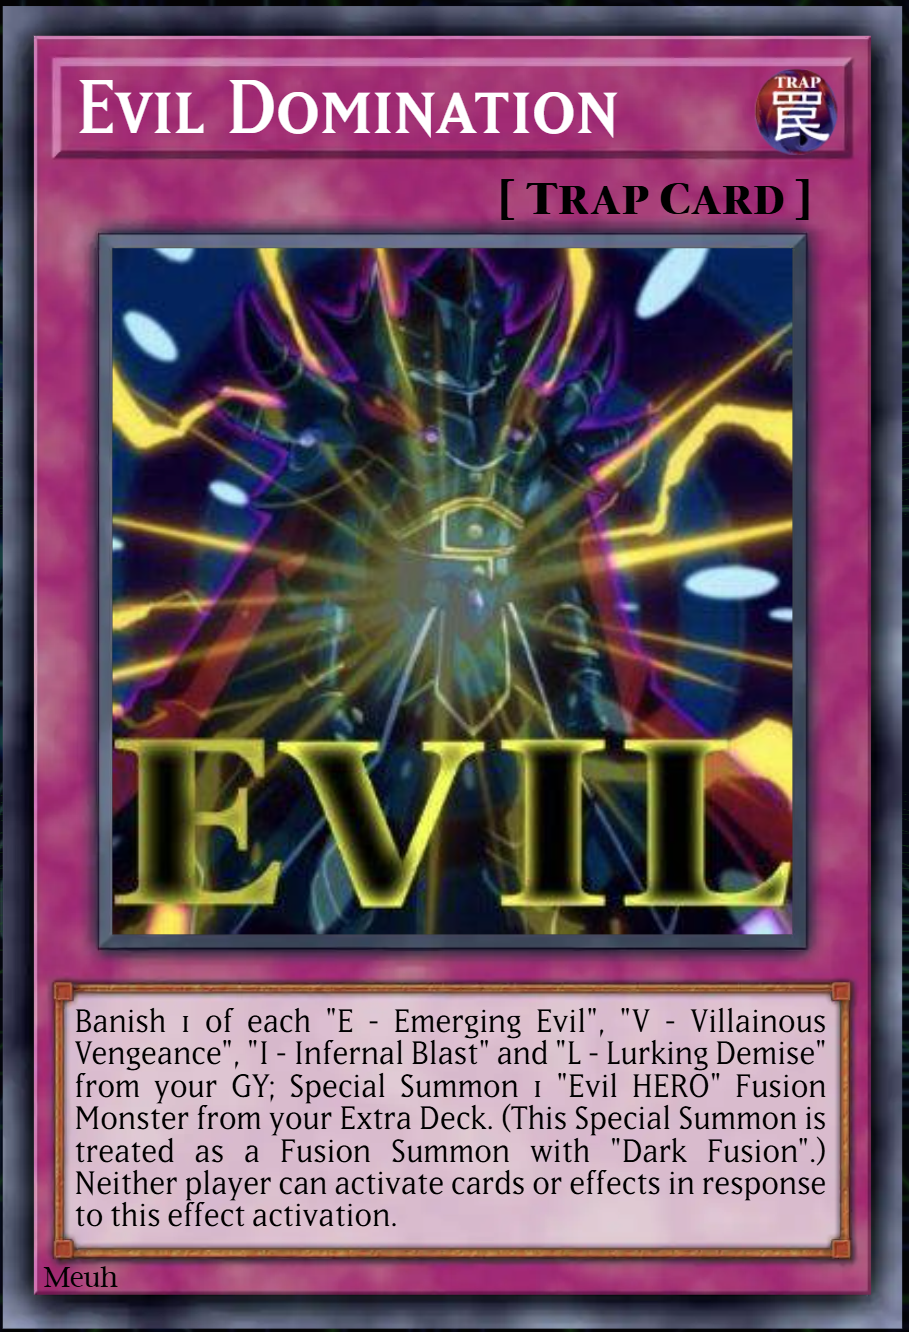 Evil Domination
TRAP
罠
[ Trap Card ]
EVIL
Banish 1 of each "E - Emerging Evil", "V - Villainous
Vengeance", "I - Infernal Blast" and "L - Lurking Demise"
from your GY; Special Summon 1 "Evil HERO" Fusion
Monster from your Extra Deck. (This Special Summon is
treated as a Fusion Summon with "Dark Fusion".)
Neither player can activate cards or effects in response
to this effect activation.
Meuh